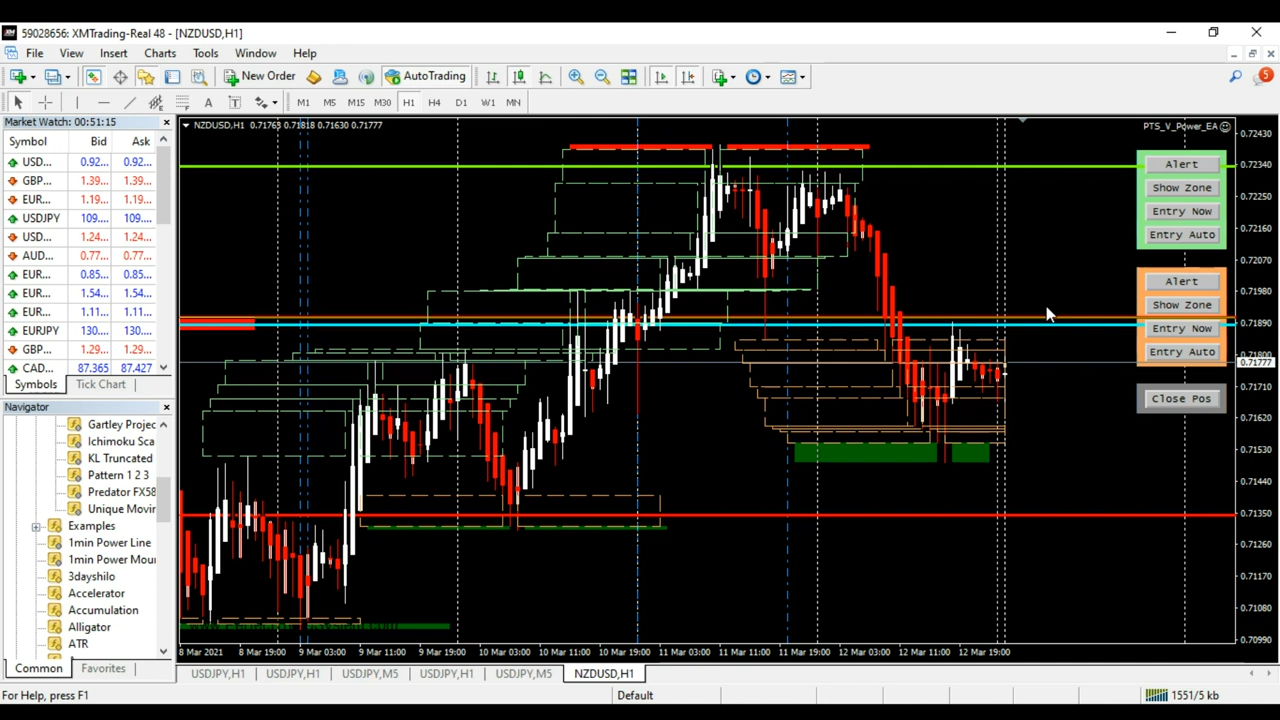 59028656: XMTrading-Real 48 - [NZDUSD,H1]
File View Insert Charts Tools Window Help
New Order AutoTrading 5
A T M1 M5 M15 M30 H1 H4 D1 W1 MN
Market Watch: 00:51:15
Symbol Bid Ask
USD... 0.92... 0.92...
GBP... 1.39... 1.39...
EUR... 1.19... 1.19...
USDJPY 109.... 109....
USD... 1.24... 1.24...
AUD... 0.77... 0.77...
EUR... 0.85... 0.85...
EUR... 1.54... 1.54...
EUR... 1.11... 1.11...
EURJPY 130.... 130....
GBP... 1.29... 1.29...
CAD... 87.365 87.427
Symbols Tick Chart
Navigator
Gartley Projec
Ichimoku Sca
KL Truncated
Pattern 1 2 3
Predator FX58
Unique Movin
Examples
1min Power Line
1min Power Mou
3dayshilo
Accelerator
Accumulation
Alligator
ATR
Common Favorites
NZDUSD,H1 0.71763 0.71818 0.71630 0.71777
PTS_V_Power_EA
Alert
Show Zone
Entry Now
Entry Auto
Alert
Show Zone
Entry Now
Entry Auto
Close Pos
0.72430
0.72340
0.72250
0.72160
0.72070
0.71980
0.71890
0.71800
0.71777
0.71710
0.71620
0.71530
0.71440
0.71350
0.71260
0.71170
0.71080
0.70990
8 Mar 2021 8 Mar 19:00 9 Mar 03:00 9 Mar 11:00 9 Mar 19:00 10 Mar 03:00 10 Mar 11:00 10 Mar 19:00 11 Mar 03:00 11 Mar 11:00 11 Mar 19:00 12 Mar 03:00 12 Mar 11:00 12 Mar 19:00
USDJPY,H1 USDJPY,H1 USDJPY,M5 USDJPY,H1 USDJPY,M5 NZDUSD,H1
For Help, press F1 Default 1551/5 kb